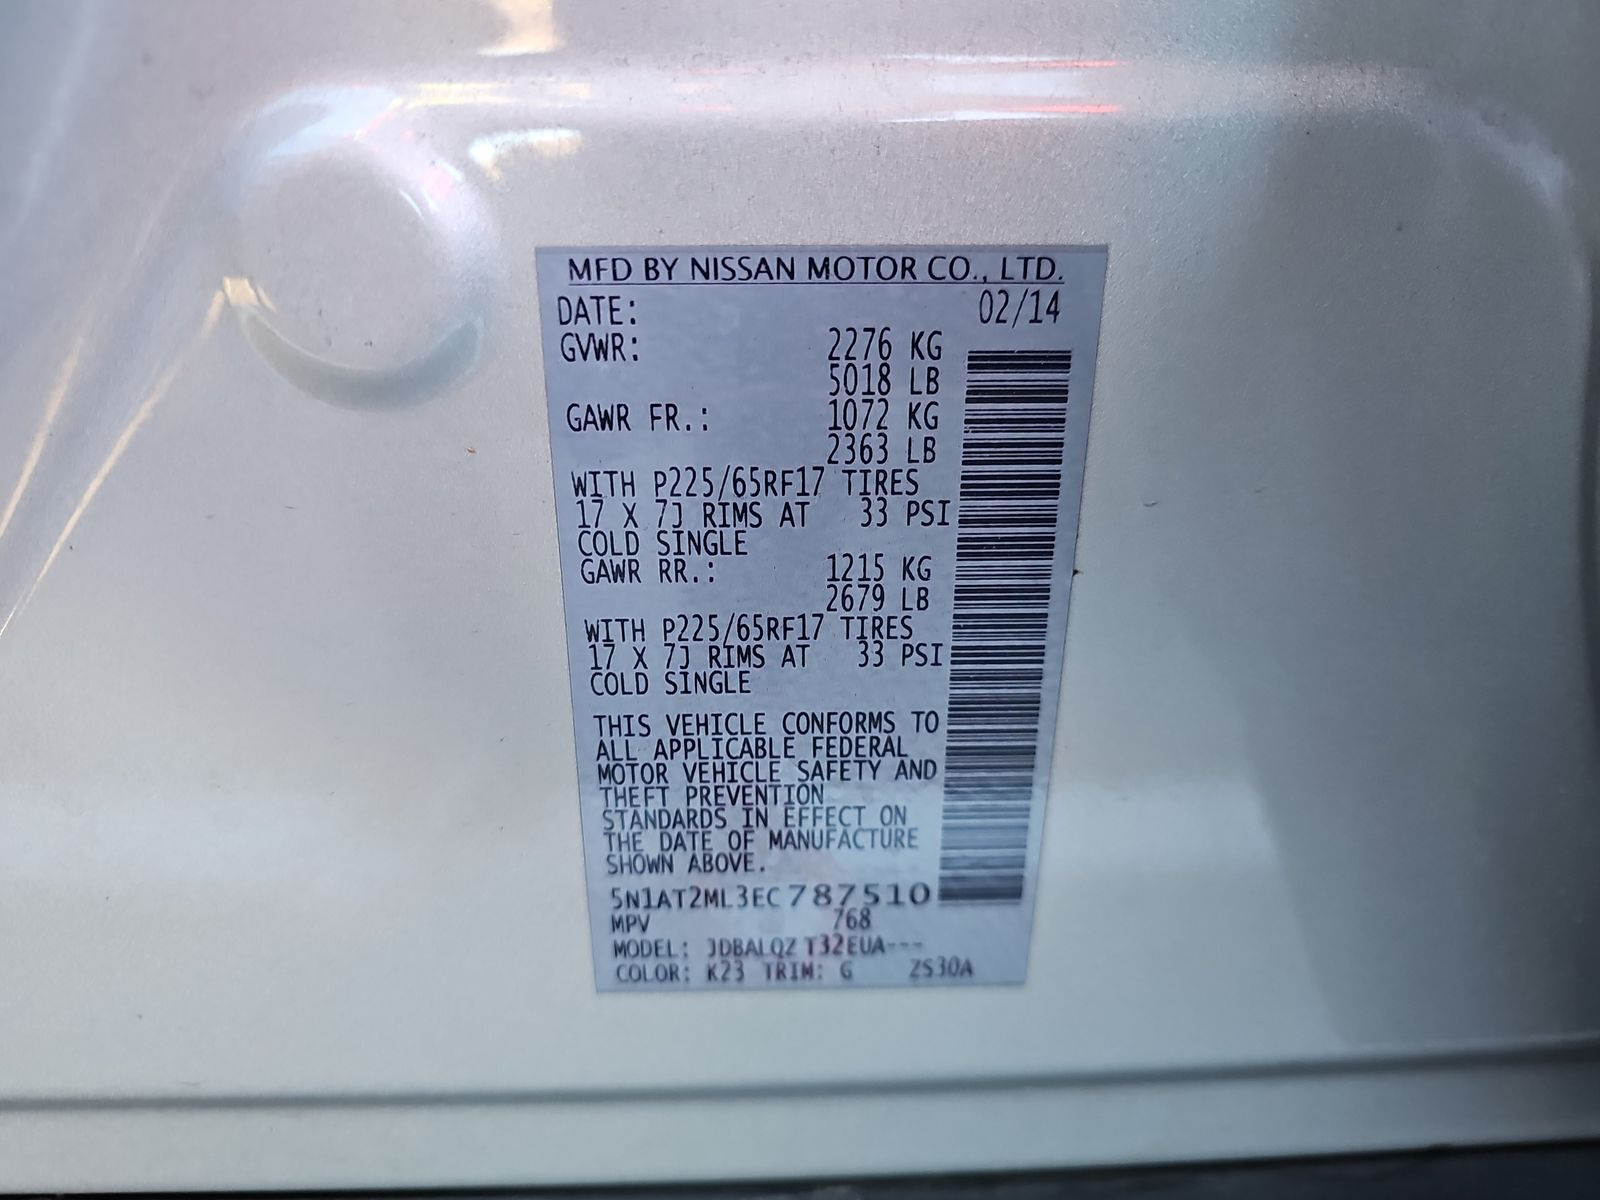 MFD BY NISSAN MOTOR CO., LTD.
DATE: 02/14
GVWR: 2276 KG
5018 LB
GAWR FR.: 1072 KG
2363 LB
WITH P225/65RF17 TIRES
17 X 7J RIMS AT 33 PSI
COLD SINGLE
GAWR RR.: 1215 KG
2679 LB
WITH P225/65RF17 TIRES
17 X 7J RIMS AT 33 PSI
COLD SINGLE
THIS VEHICLE CONFORMS TO
ALL APPLICABLE FEDERAL
MOTOR VEHICLE SAFETY AND
THEFT PREVENTION
STANDARDS IN EFFECT ON
THE DATE OF MANUFACTURE
SHOWN ABOVE.
5N1AT2ML3EC787510
MPV 768
MODEL: JDBALQZ T32EUA---
COLOR: K23 TRIM: G ZS30A